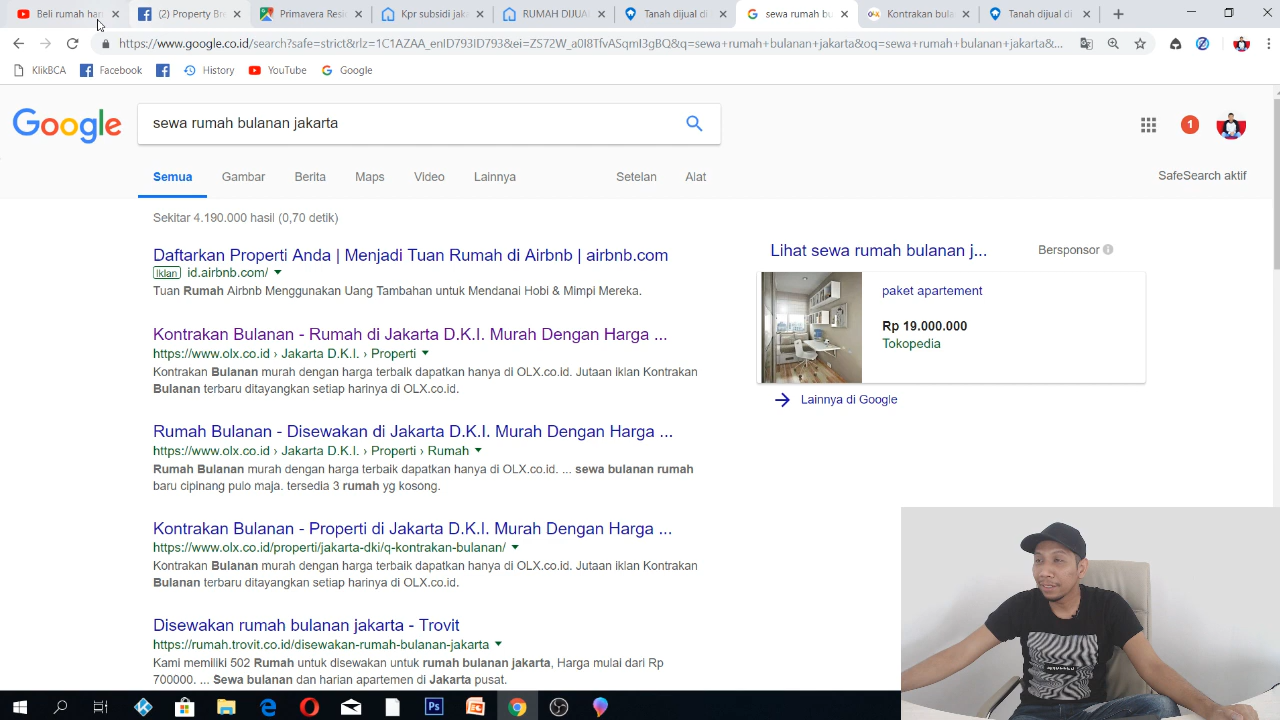 Beli rumah han
(2) Property Br
Primavera Resi
Kpr subsidi jak
RUMAH DIJUAL
Tanah dijual di
sewa rumah bu
Kontrakan bula
Tanah dijual di
https://www.google.co.id/search?safe=strict&rlz=1C1AZAA_enID793ID793&ei=ZS72W_a0I8TfvASqmI3gBQ&q=sewa+rumah+bulanan+jakarta&oq=sewa+rumah+bulanan+jakarta&...
KlikBCA
Facebook
History
YouTube
Google
Google
sewa rumah bulanan jakarta
1
Semua
Gambar
Berita
Maps
Video
Lainnya
Setelan
Alat
SafeSearch aktif
Sekitar 4.190.000 hasil (0,70 detik)
Daftarkan Properti Anda | Menjadi Tuan Rumah di Airbnb | airbnb.com
Iklan id.airbnb.com/
Tuan Rumah Airbnb Menggunakan Uang Tambahan untuk Mendanai Hobi & Mimpi Mereka.
Kontrakan Bulanan - Rumah di Jakarta D.K.I. Murah Dengan Harga ...
https://www.olx.co.id › Jakarta D.K.I. › Properti
Kontrakan Bulanan murah dengan harga terbaik dapatkan hanya di OLX.co.id. Jutaan iklan Kontrakan
Bulanan terbaru ditayangkan setiap harinya di OLX.co.id.
Rumah Bulanan - Disewakan di Jakarta D.K.I. Murah Dengan Harga ...
https://www.olx.co.id › Jakarta D.K.I. › Properti › Rumah
Rumah Bulanan murah dengan harga terbaik dapatkan hanya di OLX.co.id. ... sewa bulanan rumah
baru cipinang pulo maja. tersedia 3 rumah yg kosong.
Kontrakan Bulanan - Properti di Jakarta D.K.I. Murah Dengan Harga ...
https://www.olx.co.id/properti/jakarta-dki/q-kontrakan-bulanan/
Kontrakan Bulanan murah dengan harga terbaik dapatkan hanya di OLX.co.id. Jutaan iklan Kontrakan
Bulanan terbaru ditayangkan setiap harinya di OLX.co.id.
Disewakan rumah bulanan jakarta - Trovit
https://rumah.trovit.co.id/disewakan-rumah-bulanan-jakarta
Kami memiliki 502 Rumah untuk disewakan untuk rumah bulanan jakarta, Harga mulai dari Rp
700000. ... Sewa bulanan dan harian apartemen di Jakarta pusat.
Lihat sewa rumah bulanan j...
Bersponsor
paket apartement
Rp 19.000.000
Tokopedia
Lainnya di Google
Ps